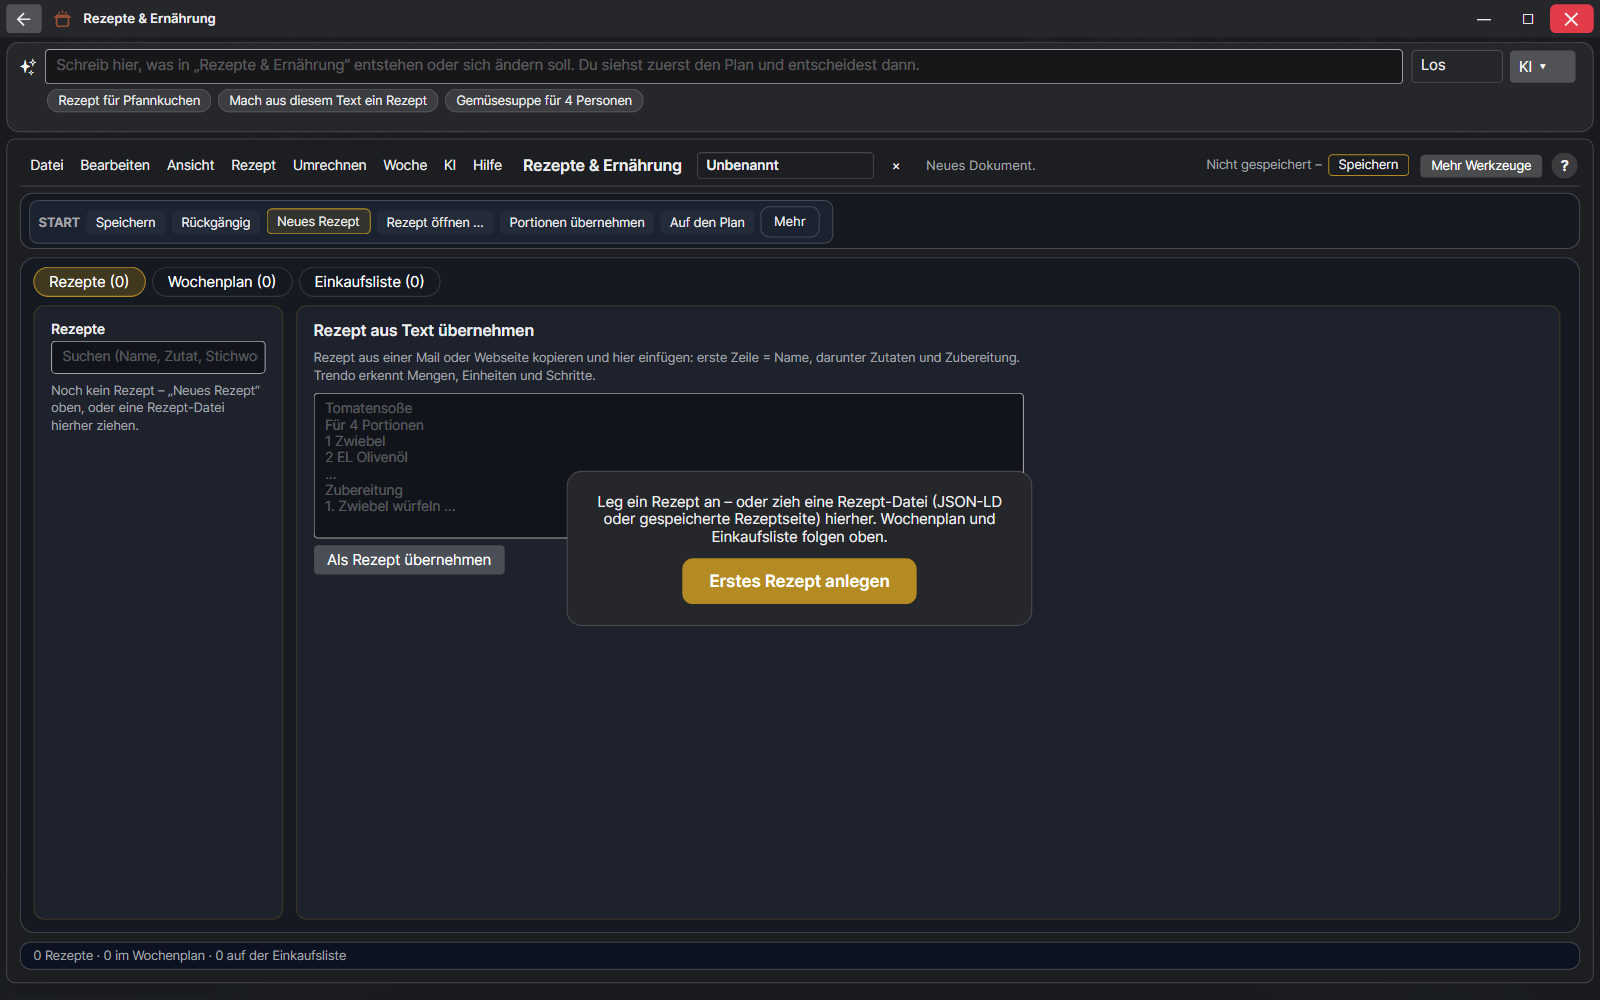 Rezepte & Ernährung
Schreib hier, was in „Rezepte & Ernährung“ entstehen oder sich ändern soll. Du siehst zuerst den Plan und entscheidest dann.
Los
KI ▾
Rezept für Pfannkuchen
Mach aus diesem Text ein Rezept
Gemüsesuppe für 4 Personen
Datei
Bearbeiten
Ansicht
Rezept
Umrechnen
Woche
KI
Hilfe
Rezepte & Ernährung
Unbenannt
×
Neues Dokument.
Nicht gespeichert –
Speichern
Mehr Werkzeuge
?
START
Speichern
Rückgängig
Neues Rezept
Rezept öffnen ...
Portionen übernehmen
Auf den Plan
Mehr
Rezepte (0)
Wochenplan (0)
Einkaufsliste (0)
Rezepte
Suchen (Name, Zutat, Stichwo
Noch kein Rezept – „Neues Rezept“
oben, oder eine Rezept-Datei
hierher ziehen.
Rezept aus Text übernehmen
Rezept aus einer Mail oder Webseite kopieren und hier einfügen: erste Zeile = Name, darunter Zutaten und Zubereitung.
Trendo erkennt Mengen, Einheiten und Schritte.
Tomatensoße
Für 4 Portionen
1 Zwiebel
2 EL Olivenöl
...
Zubereitung
1. Zwiebel würfeln ...
Als Rezept übernehmen
Leg ein Rezept an – oder zieh eine Rezept-Datei (JSON-LD
oder gespeicherte Rezeptseite) hierher. Wochenplan und
Einkaufsliste folgen oben.
Erstes Rezept anlegen
0 Rezepte · 0 im Wochenplan · 0 auf der Einkaufsliste